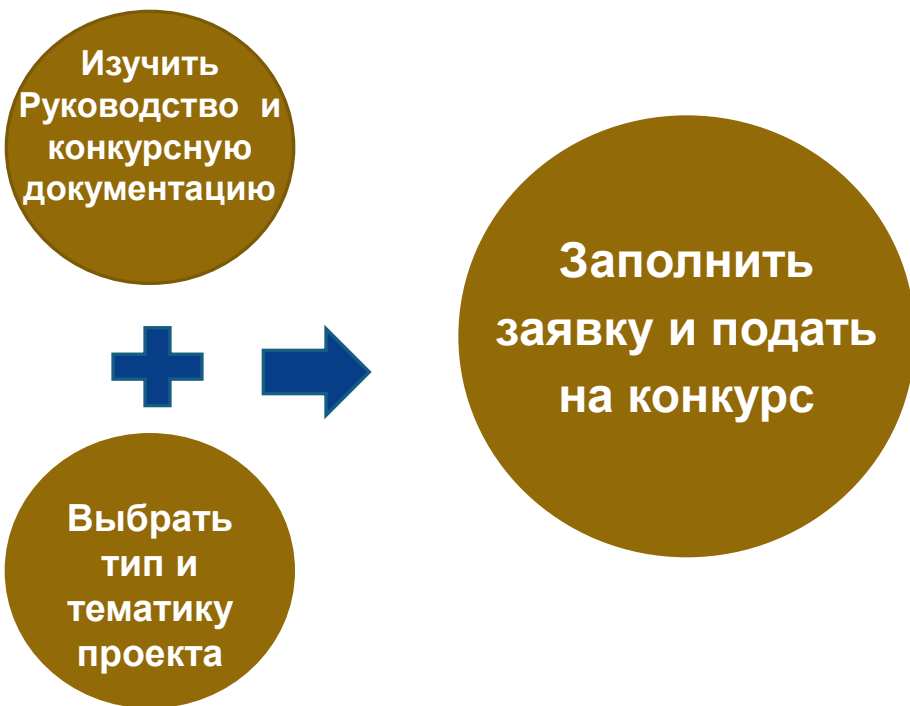 Изучить
Руководство и
конкурсную
документацию
Выбрать
тип и
тематику
проекта
Заполнить
заявку и подать
на конкурс